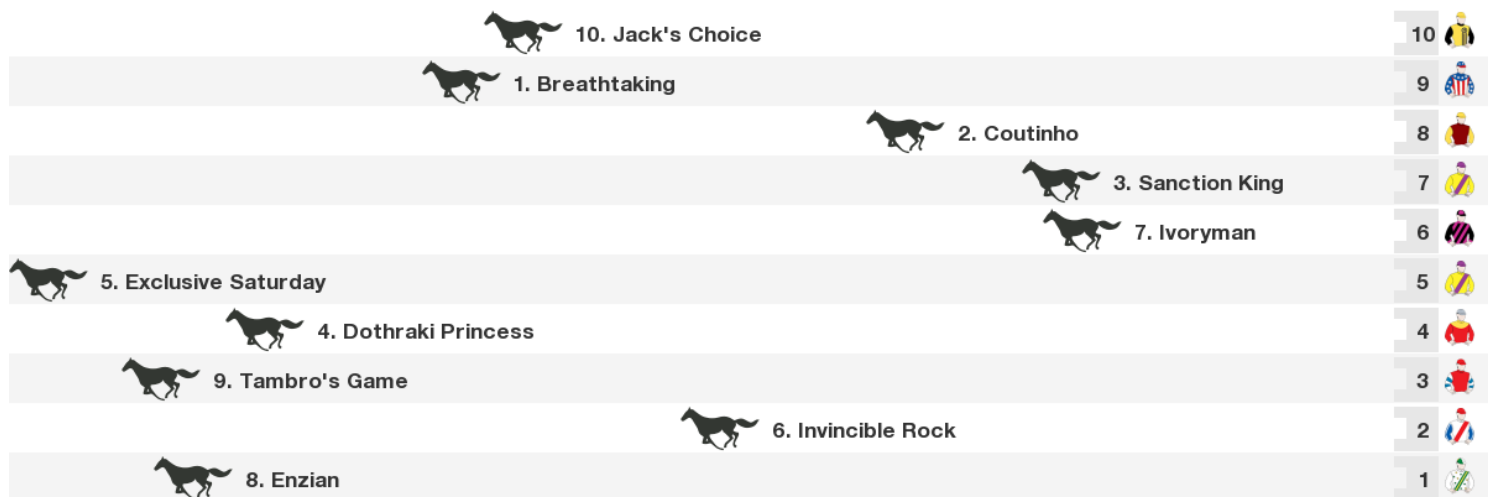 10. Jack's Choice 10
1. Breathtaking 9
2. Coutinho 8
3. Sanction King 7
7. Ivoryman 6
5. Exclusive Saturday 5
4. Dothraki Princess 4
9. Tambro's Game 3
6. Invincible Rock 2
8. Enzian 1